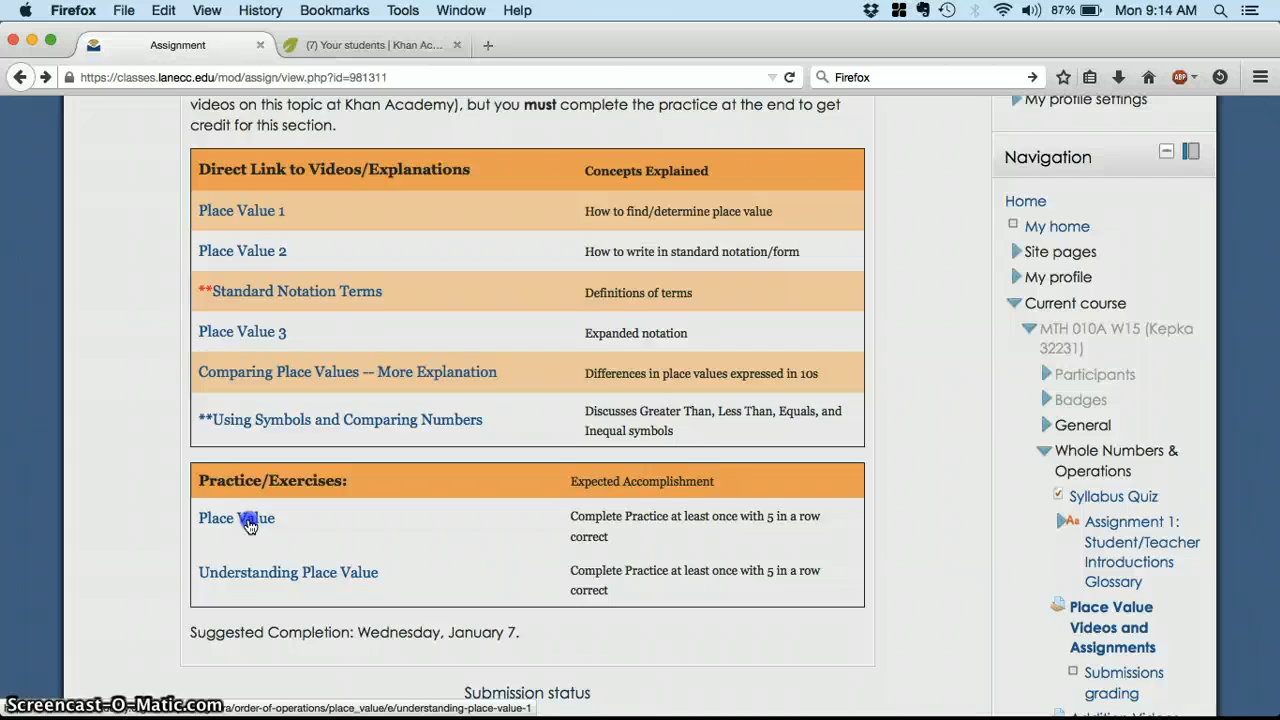 Firefox File Edit View History Bookmarks Tools Window Help 87% Mon 9:14 AM
Assignment (7) Your students | Khan Ac...
https://classes.lanecc.edu/mod/assign/view.php?id=981311 Firefox ABP
videos on this topic at Khan Academy), but you must complete the practice at the end to get
credit for this section.
Direct Link to Videos/Explanations Concepts Explained
Place Value 1 How to find/determine place value
Place Value 2 How to write in standard notation/form
**Standard Notation Terms Definitions of terms
Place Value 3 Expanded notation
Comparing Place Values -- More Explanation Differences in place values expressed in 10s
**Using Symbols and Comparing Numbers Discusses Greater Than, Less Than, Equals, and
Inequal symbols
Practice/Exercises: Expected Accomplishment
Place Value Complete Practice at least once with 5 in a row
correct
Understanding Place Value Complete Practice at least once with 5 in a row
correct
Suggested Completion: Wednesday, January 7.
Submission status
My profile settings
Navigation
Home
My home
Site pages
My profile
Current course
MTH 010A W15 (Kepka
32231)
Participants
Badges
General
Whole Numbers &
Operations
Syllabus Quiz
Aa Assignment 1:
Student/Teacher
Introductions
Glossary
Place Value
Videos and
Assignments
Submissions
grading
Addition Videos
Screencast-O-Matic.com
/order-of-operations/place_value/e/understanding-place-value-1